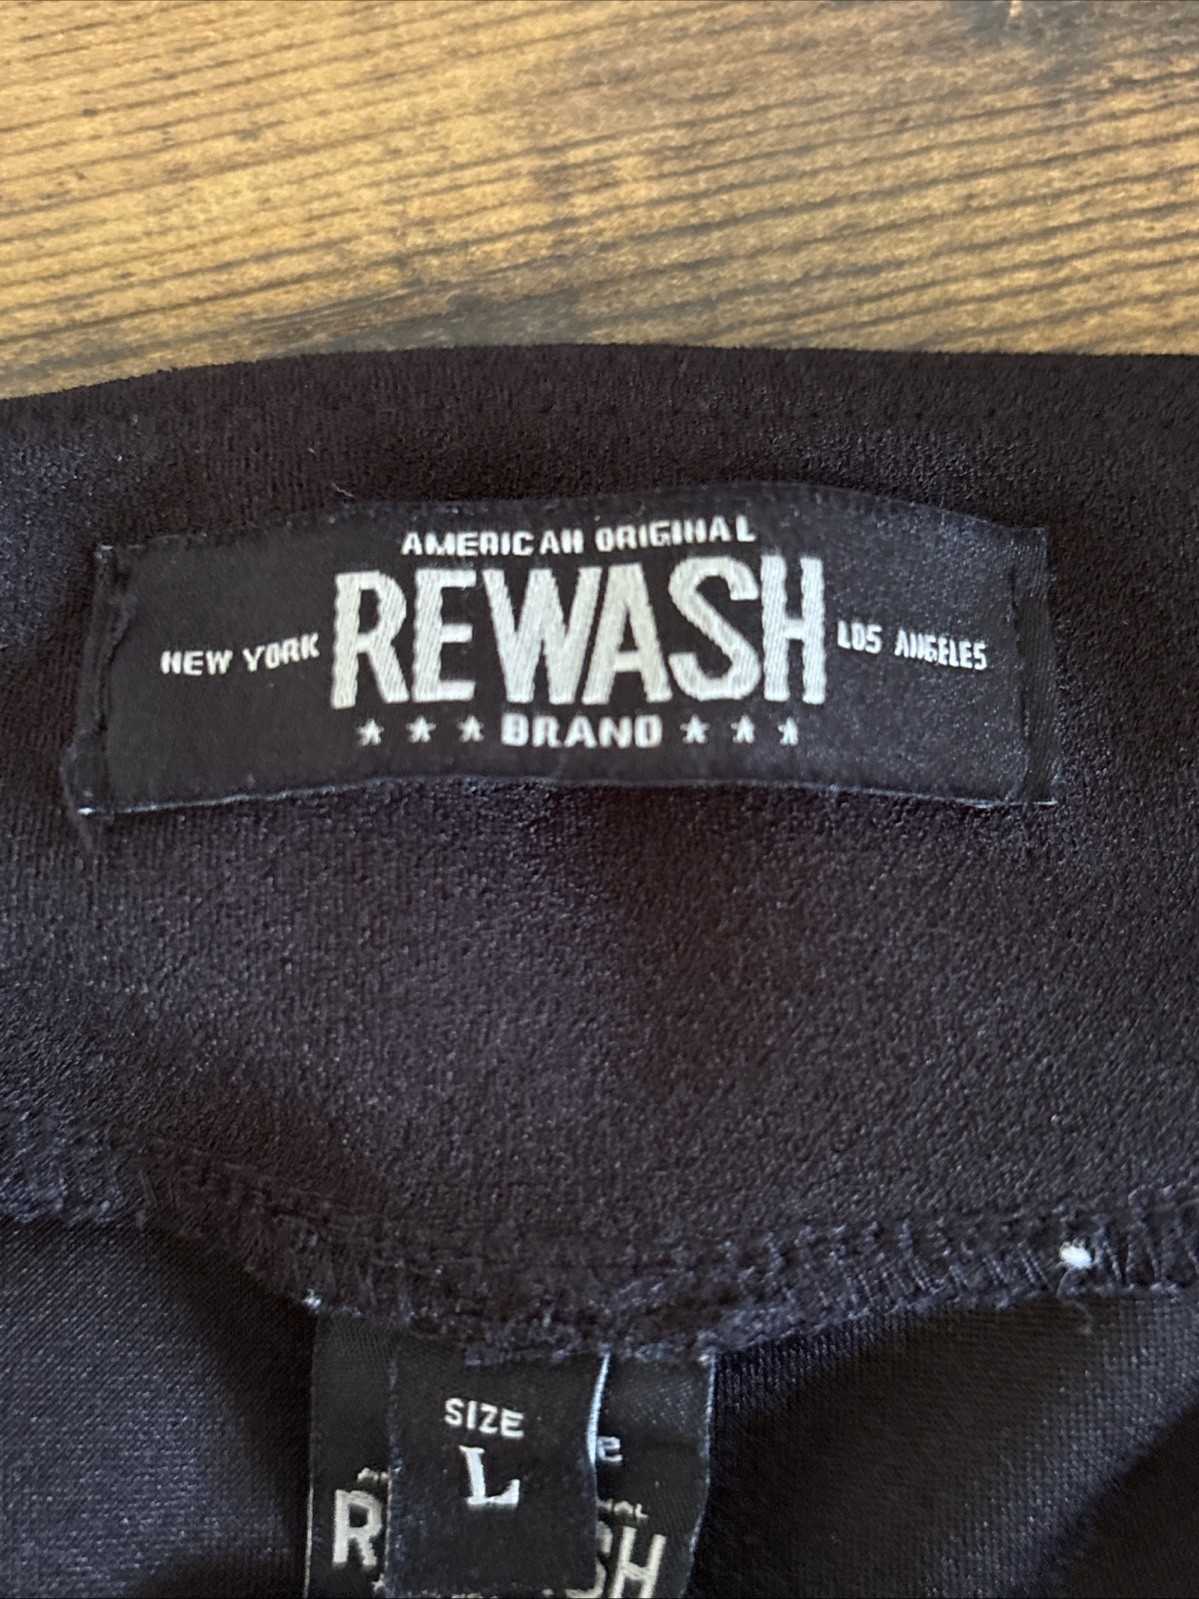 AMERICAN ORIGINAL
NEW YORK REWASH LOS ANGELES
★ ★ ★ BRAND ★ ★ ★
SIZE
L